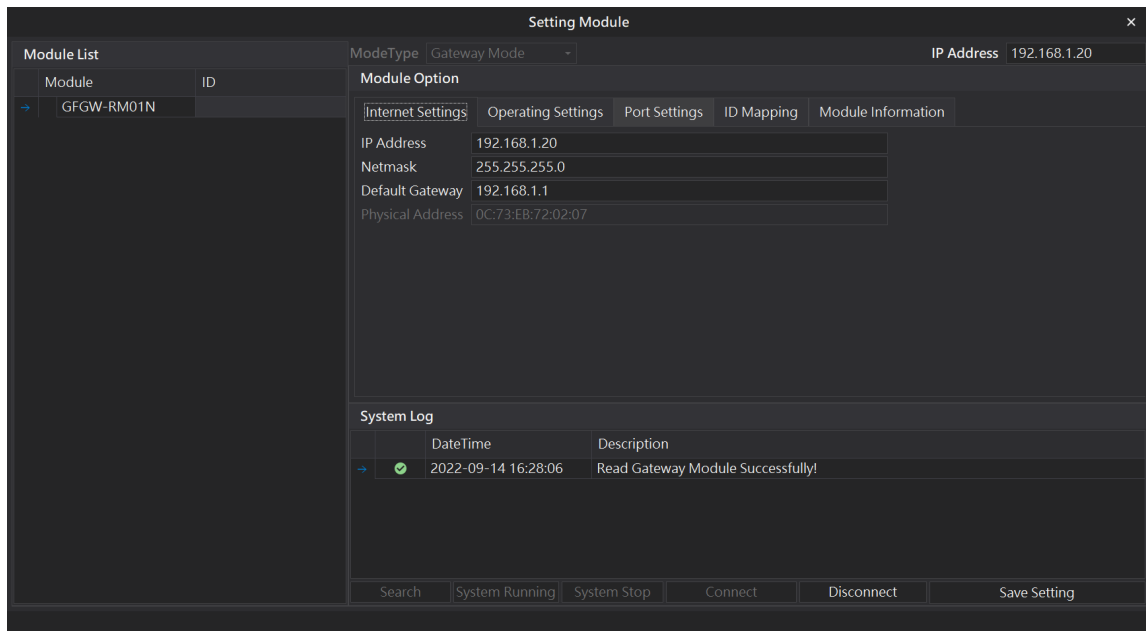 Setting Module
Module List
ModeType Gateway Mode
IP Address 192.168.1.20
Module ID
GFGW-RM01N
Module Option
Internet Settings Operating Settings Port Settings ID Mapping Module Information
IP Address 192.168.1.20
Netmask 255.255.255.0
Default Gateway 192.168.1.1
Physical Address 0C:73:EB:72:02:07
System Log
DateTime Description
2022-09-14 16:28:06 Read Gateway Module Successfully!
Search System Running System Stop Connect Disconnect Save Setting